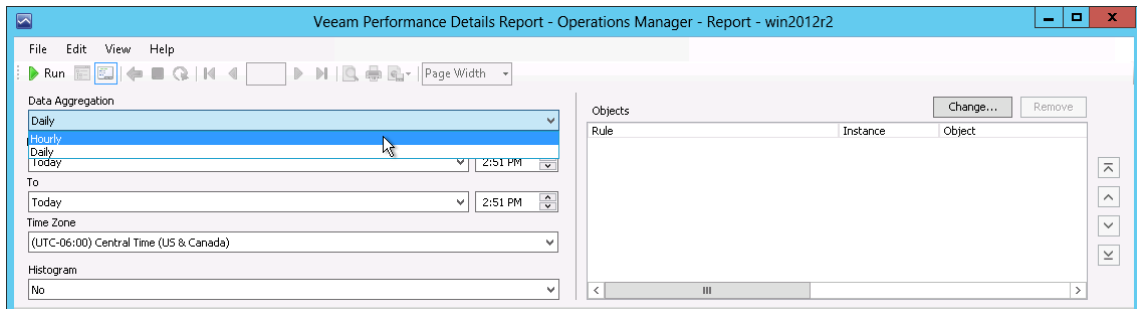 Veeam Performance Details Report - Operations Manager - Report - win2012r2
File Edit View Help
Run Page Width
Data Aggregation
Daily
Hourly
Daily
Today 2:51 PM
To
Today 2:51 PM
Time Zone
(UTC-06:00) Central Time (US & Canada)
Histogram
No
Objects Change... Remove
Rule Instance Object